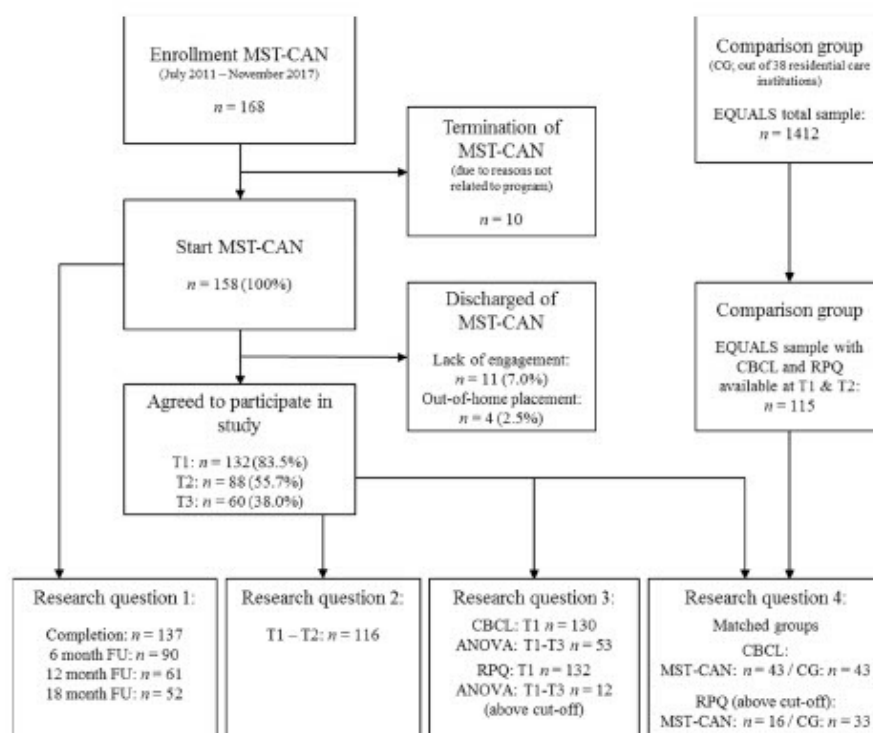 Enrollment MST-CAN
(July 2011 – November 2017)
n = 168
Termination of
MST-CAN
(due to reasons not
related to program)
n = 10
Comparison group
(CG; out of 38 residential care
institutions)
EQUALS total sample:
n = 1412
Start MST-CAN
n = 158 (100%)
Discharged of
MST-CAN
Lack of engagement:
n = 11 (7.0%)
Out-of-home placement:
n = 4 (2.5%)
Comparison group
EQUALS sample with
CBCL and RPQ
available at T1 & T2:
n = 115
Agreed to participate in
study
T1: n = 132 (83.5%)
T2: n = 88 (55.7%)
T3: n = 60 (38.0%)
Research question 1:
Completion: n = 137
6 month FU: n = 90
12 month FU: n = 61
18 month FU: n = 52
Research question 2:
T1 – T2: n = 116
Research question 3:
CBCL: T1 n = 130
ANOVA: T1-T3 n = 53
RPQ: T1 n = 132
ANOVA: T1-T3 n = 12
(above cut-off)
Research question 4:
Matched groups
CBCL:
MST-CAN: n = 43 / CG: n = 43
RPQ (above cut-off):
MST-CAN: n = 16 / CG: n = 33